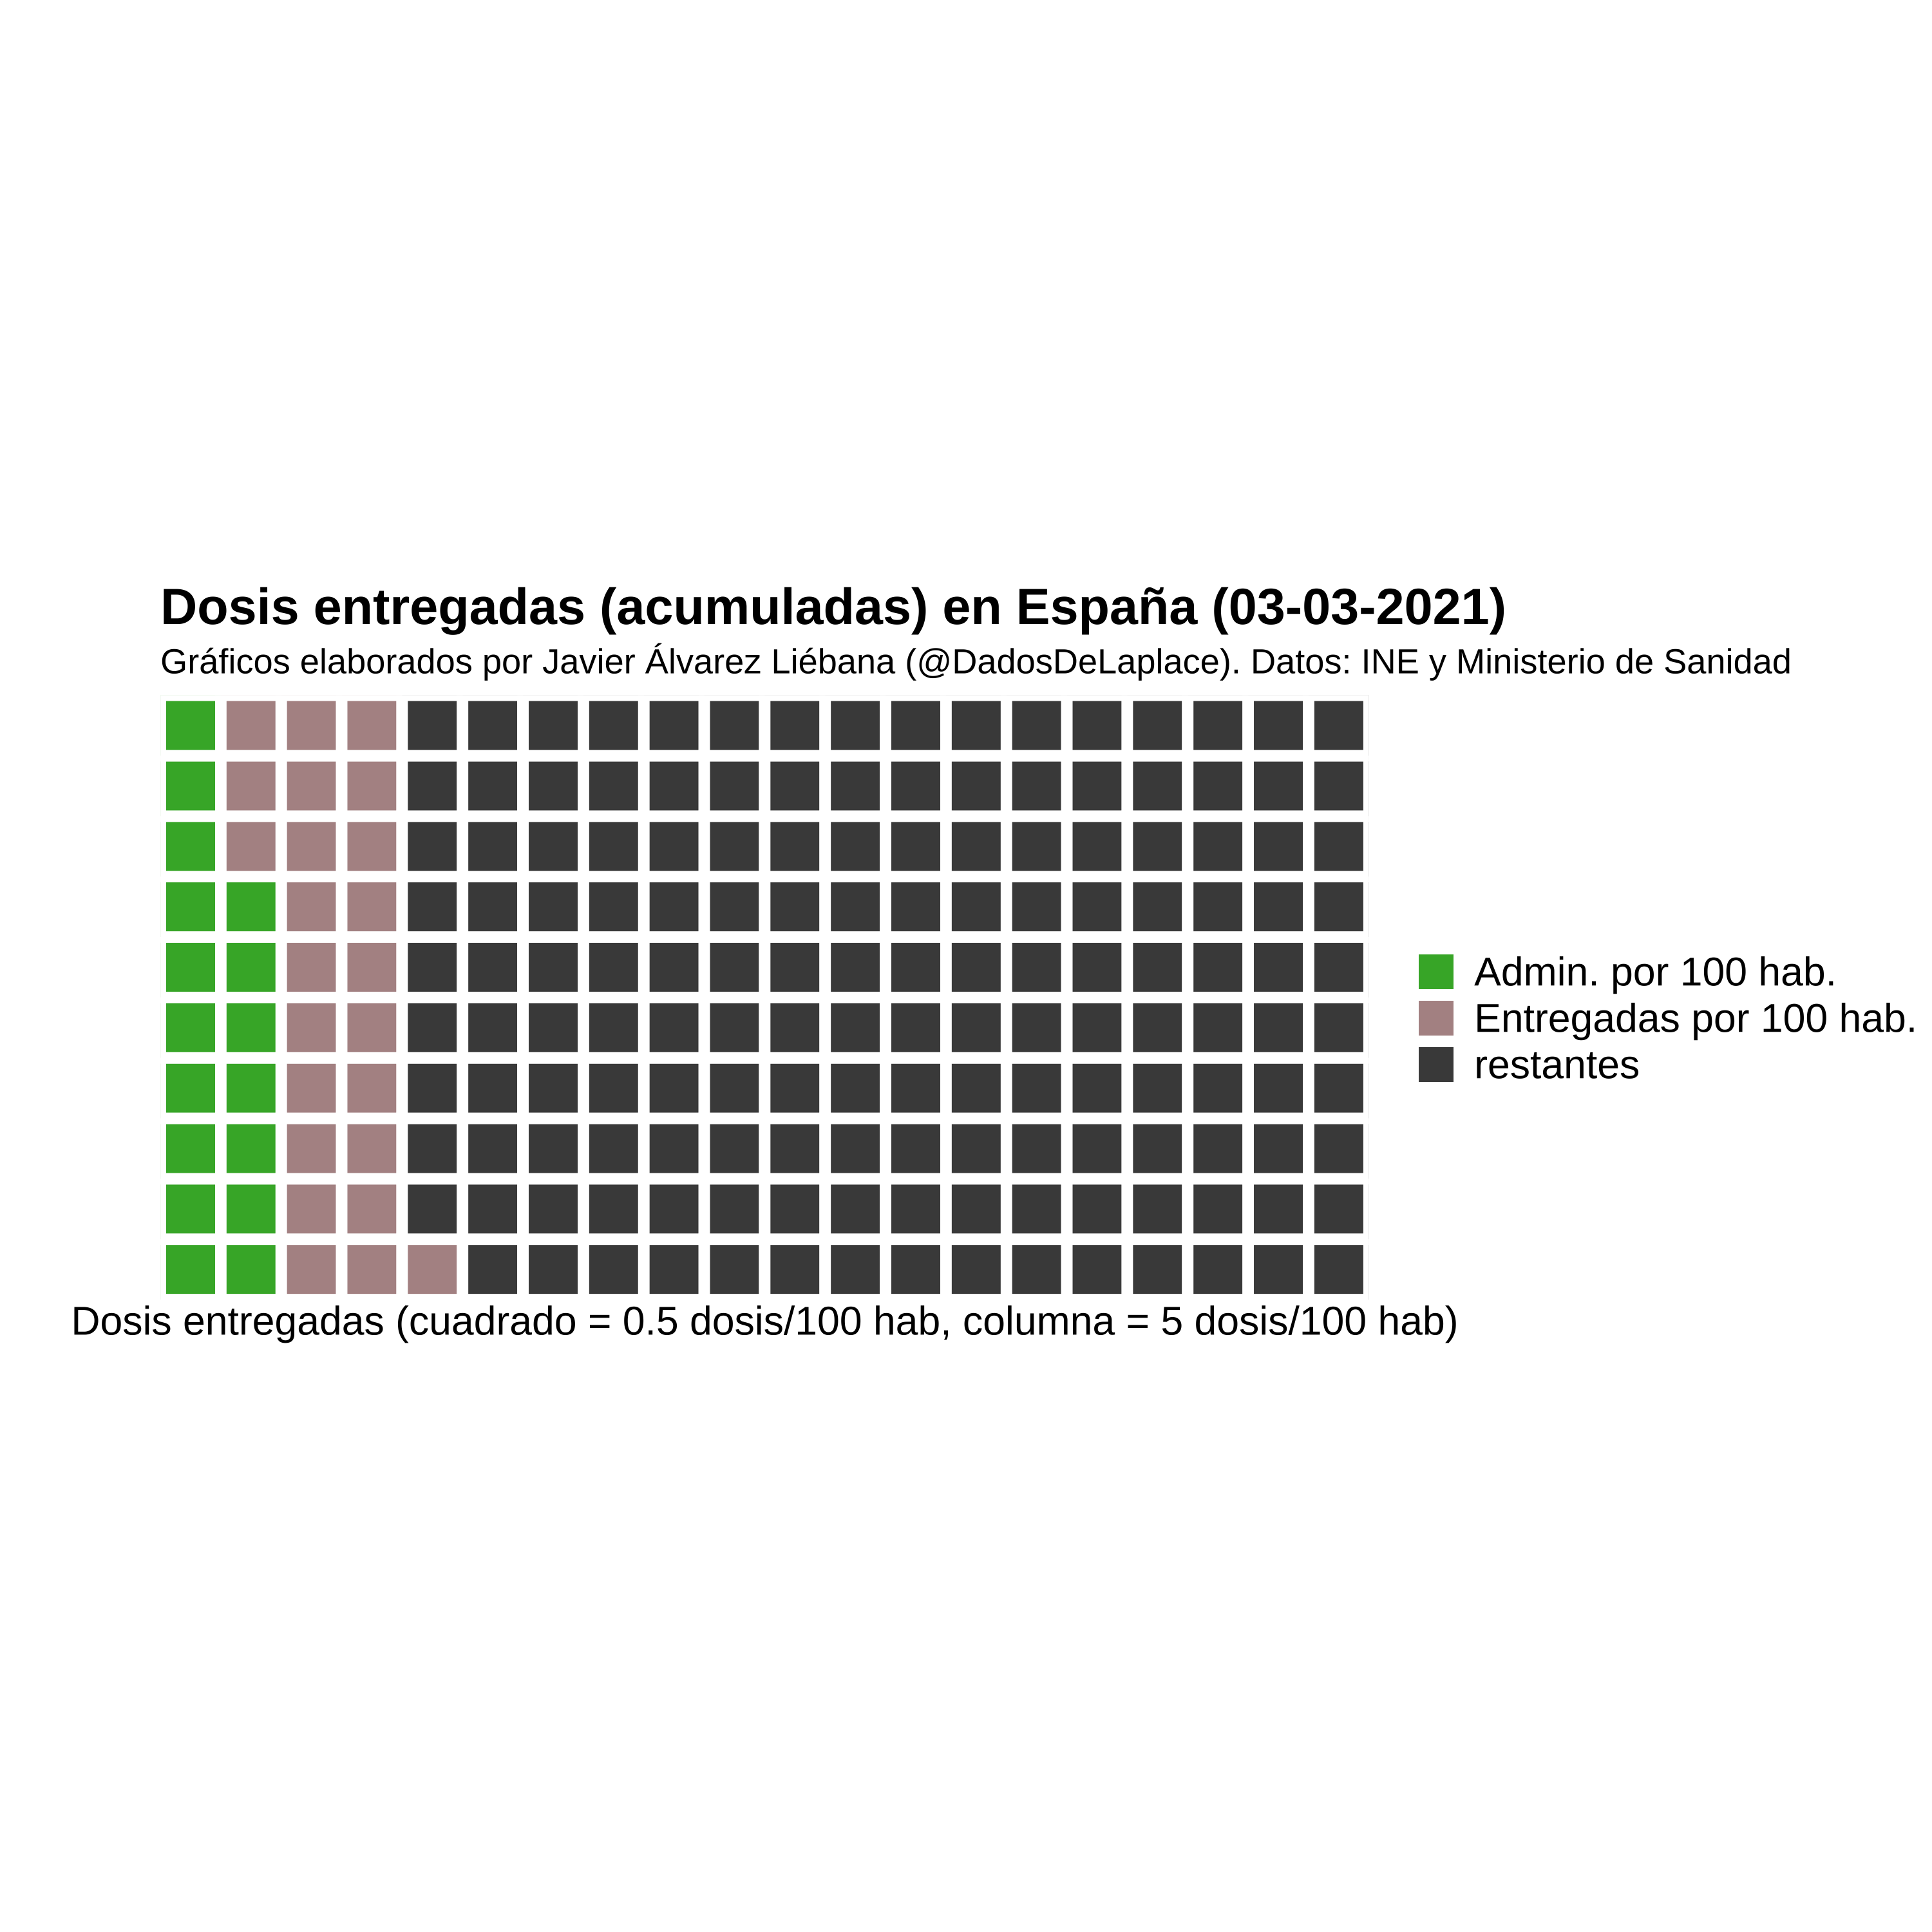 Dosis entregadas (acumuladas) en España (03-03-2021)
Gráficos elaborados por Javier Álvarez Liébana (@DadosDeLaplace). Datos: INE y Ministerio de Sanidad
Admin. por 100 hab.
Entregadas por 100 hab.
restantes
Dosis entregadas (cuadrado = 0.5 dosis/100 hab, columna = 5 dosis/100 hab)